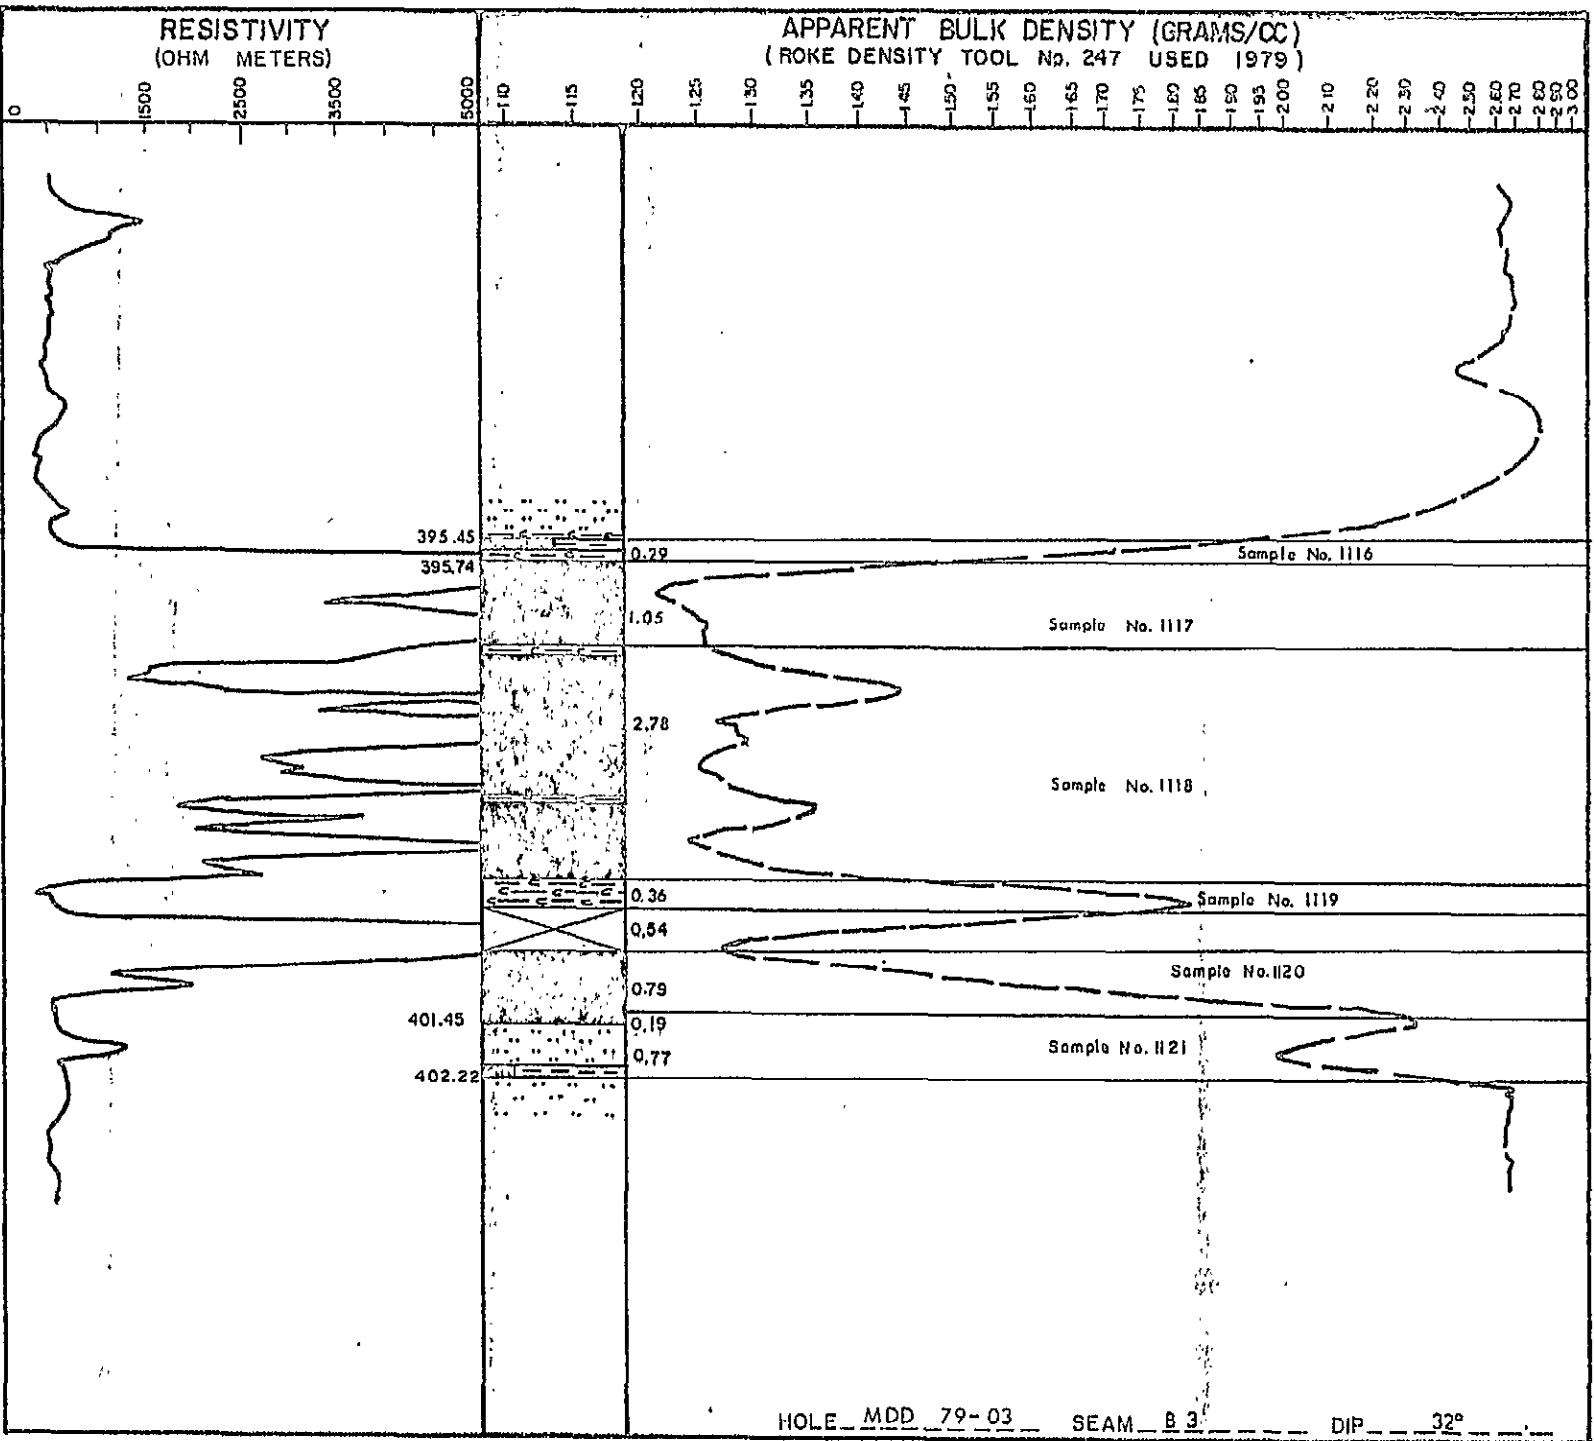 RESISTIVITY
(OHM METERS)
APPARENT BULK DENSITY (GRAMS/CC)
(ROKE DENSITY TOOL No. 247 USED 1979)
0 1500 2500 3500 5000
1.10 1.15 1.20 1.25 1.30 1.35 1.40 1.45 1.50 1.55 1.60 1.65 1.70 1.75 1.80 1.85 1.90 1.95 2.00 2.10 2.20 2.30 2.40 2.50 2.60 2.70 2.80 2.90 3.00
395.45
0.29
Sample No. 1116
395.74
1.05
Sample No. 1117
2.78
Sample No. 1118
0.36
Sample No. 1119
0.54
Sample No. 1120
0.79
401.45
0.19
Sample No. 1121
0.77
402.22
HOLE MDD 79-03 SEAM B 3 DIP 32°